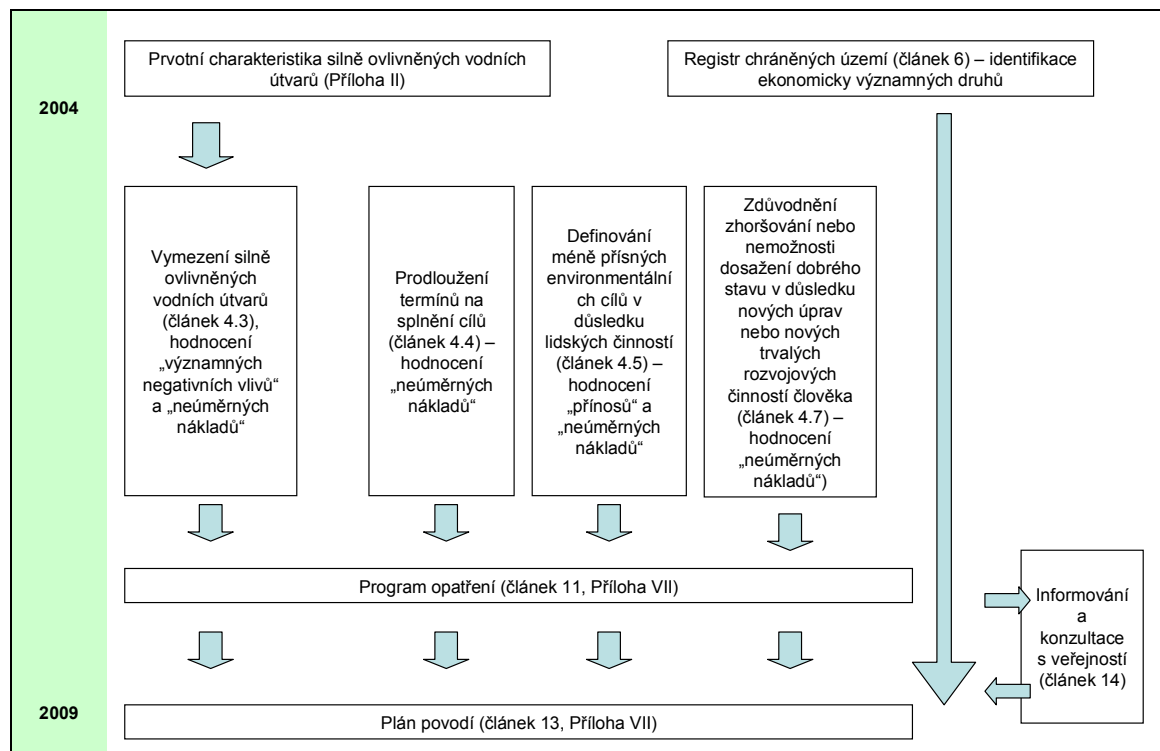 Prvotní charakteristika silně ovlivněných vodních
útvarů (Příloha II)
Registr chráněných území (článek 6) – identifikace
ekonomicky významných druhů
2004
Vymezení silně
ovlivněných
vodních útvarů
(článek 4.3),
hodnocení
„významných
negativních vlivů“
a „neúměrných
nákladů“
Prodloužení
termínů na
splnění cílů
(článek 4.4) –
hodnocení
„neúměrných
nákladů“
Definování
méně přísných
environmentální
ch cílů v
důsledku
lidských činností
(článek 4.5) –
hodnocení
„přínosů“ a
„neúměrných
nákladů“
Zdůvodnění
zhoršování nebo
nemožnosti
dosažení dobrého
stavu v důsledku
nových úprav
nebo nových
trvalých
rozvojových
činností člověka
(článek 4.7) –
hodnocení
„neúměrných
nákladů“)
Program opatření (článek 11, Příloha VII)
Informování
a
konzultace
s veřejností
(článek 14)
2009
Plán povodí (článek 13, Příloha VII)